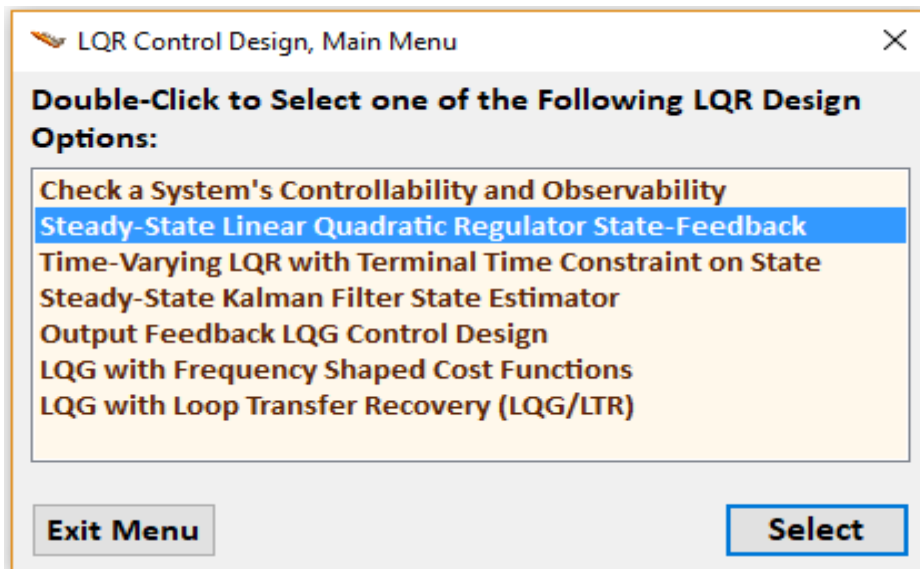 LQR Control Design, Main Menu
Double-Click to Select one of the Following LQR Design
Options:
Check a System's Controllability and Observability
Steady-State Linear Quadratic Regulator State-Feedback
Time-Varying LQR with Terminal Time Constraint on State
Steady-State Kalman Filter State Estimator
Output Feedback LQG Control Design
LQG with Frequency Shaped Cost Functions
LQG with Loop Transfer Recovery (LQG/LTR)
Exit Menu
Select